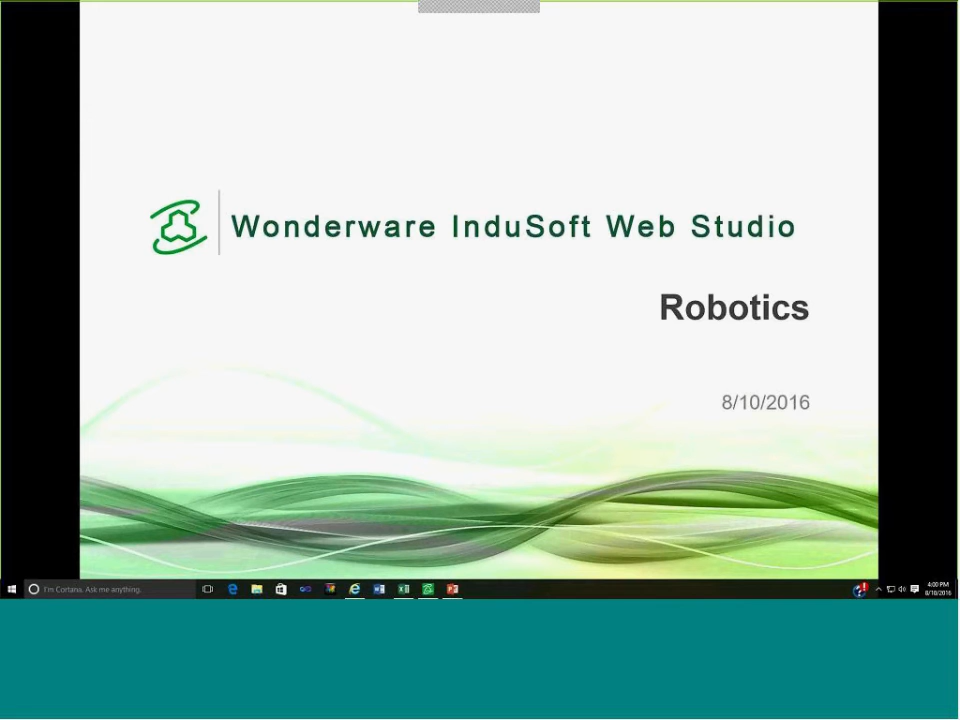 Wonderware InduSoft Web Studio
Robotics
8/10/2016
I'm Cortana. Ask me anything.
4:00 PM
8/10/2016